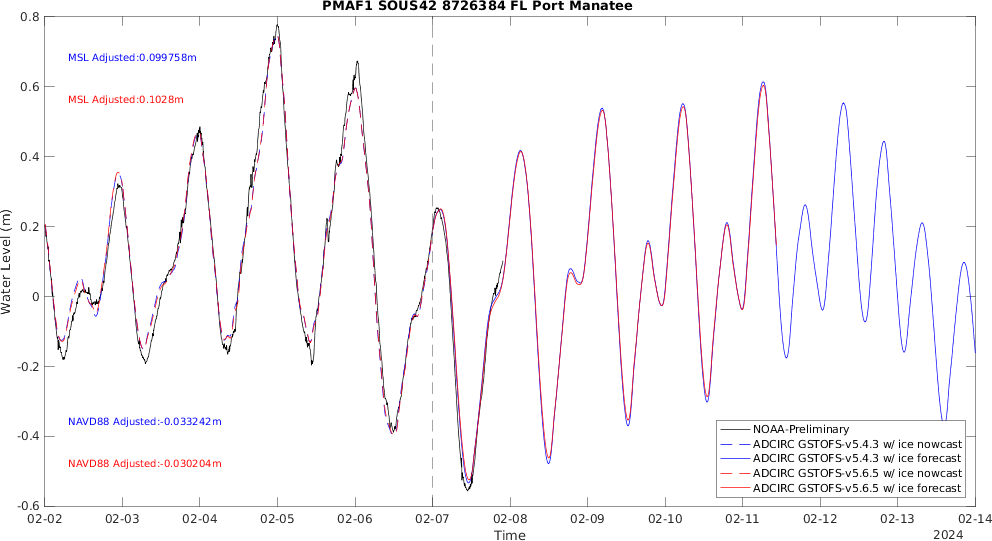 PMAF1 SOUS42 8726384 FL Port Manatee
0.8
0.6
0.4
0.2
0
-0.2
-0.4
-0.6
Water Level (m)
MSL Adjusted:0.099758m
MSL Adjusted:0.1028m
NAVD88 Adjusted:-0.033242m
NAVD88 Adjusted:-0.030204m
NOAA-Preliminary
ADCIRC GSTOFS-v5.4.3 w/ ice nowcast
ADCIRC GSTOFS-v5.4.3 w/ ice forecast
ADCIRC GSTOFS-v5.6.5 w/ ice nowcast
ADCIRC GSTOFS-v5.6.5 w/ ice forecast
02-02 02-03 02-04 02-05 02-06 02-07 02-08 02-09 02-10 02-11 02-12 02-13 02-14
Time
2024